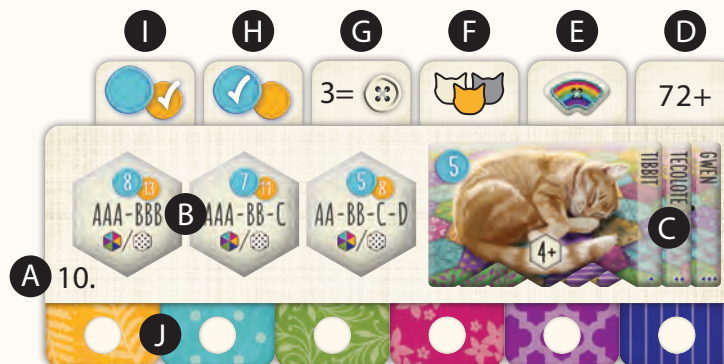 I H G F E D
3= 72+
8 13 7 11 5 8 5
AAA-BBB B AAA-BB-C AA-BB-C-D TIBBIT TECOLOTE GWEN
/ / / 4+ C
A 10.
J